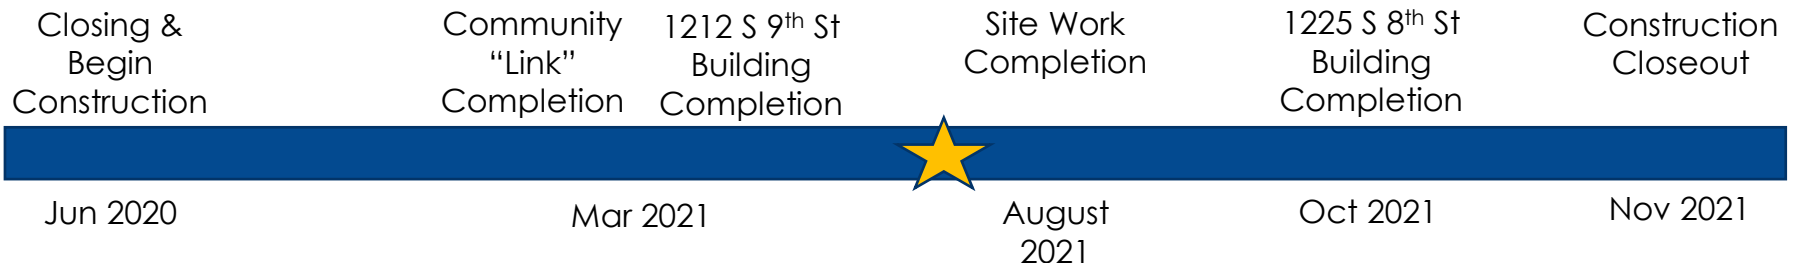 Closing &
Begin
Construction
Community
“Link”
Completion
1212 S 9th St
Building
Completion
Site Work
Completion
1225 S 8th St
Building
Completion
Construction
Closeout
Jun 2020
Mar 2021
August
2021
Oct 2021
Nov 2021